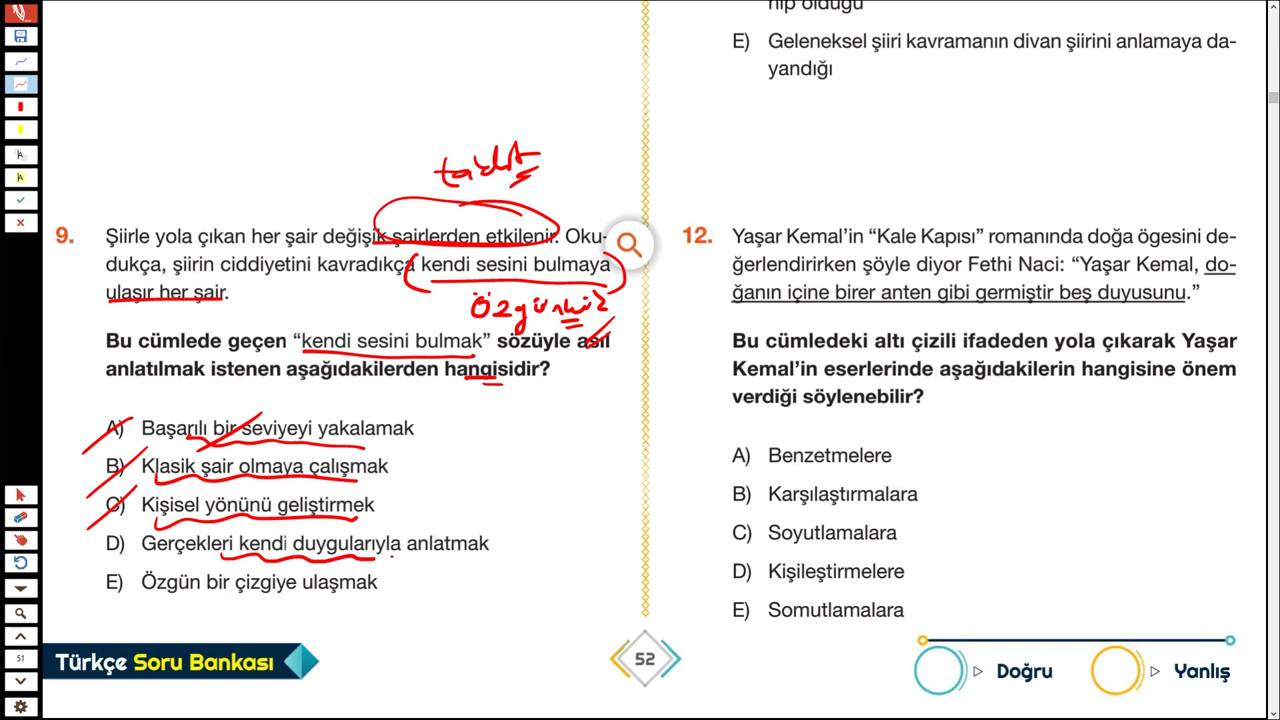 hip olduğu
E) Geleneksel şiiri kavramanın divan şiirini anlamaya da-
yandığı
taklit
9. Şiirle yola çıkan her şair değişik şairlerden etkilenir. Oku-
dukça, şiirin ciddiyetini kavradıkça kendi sesini bulmaya
ulaşır her şair.
özgünlük
Bu cümlede geçen “kendi sesini bulmak” sözüyle asıl
anlatılmak istenen aşağıdakilerden hangisidir?
A) Başarılı bir seviyeyi yakalamak
B) Klasik şair olmaya çalışmak
C) Kişisel yönünü geliştirmek
D) Gerçekleri kendi duygularıyla anlatmak
E) Özgün bir çizgiye ulaşmak
12. Yaşar Kemal’in “Kale Kapısı” romanında doğa ögesini de-
ğerlendirirken şöyle diyor Fethi Naci: “Yaşar Kemal, do-
ğanın içine birer anten gibi germiştir beş duyusunu.”
Bu cümledeki altı çizili ifadeden yola çıkarak Yaşar
Kemal’in eserlerinde aşağıdakilerin hangisine önem
verdiği söylenebilir?
A) Benzetmelere
B) Karşılaştırmalara
C) Soyutlamalara
D) Kişileştirmelere
E) Somutlamalara
Türkçe Soru Bankası
52
Doğru
Yanlış
A
A
51